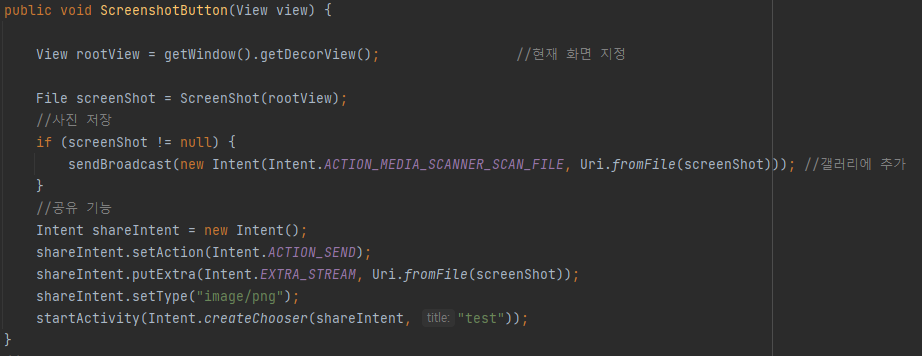 public void ScreenshotButton(View view) {
View rootView = getWindow().getDecorView(); //현재 화면 지정
File screenShot = ScreenShot(rootView);
//사진 저장
if (screenShot != null) {
sendBroadcast(new Intent(Intent.ACTION_MEDIA_SCANNER_SCAN_FILE, Uri.fromFile(screenShot))); //갤러리에 추가
}
//공유 기능
Intent shareIntent = new Intent();
shareIntent.setAction(Intent.ACTION_SEND);
shareIntent.putExtra(Intent.EXTRA_STREAM, Uri.fromFile(screenShot));
shareIntent.setType("image/png");
startActivity(Intent.createChooser(shareIntent, title: "test"));
}